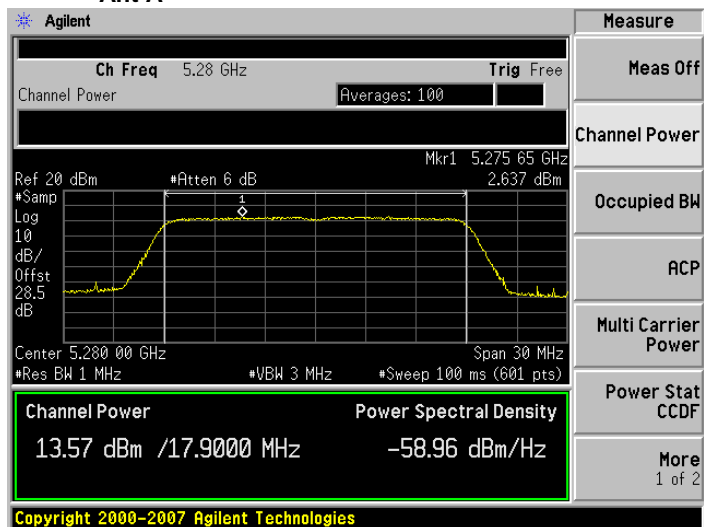 Agilent
Measure
Ch Freq 5.28 GHz Trig Free
Channel Power Averages: 100
Mkr1 5.275 65 GHz
Ref 20 dBm #Atten 6 dB 2.637 dBm
#Samp
Log
10
dB/
Offst
28.5
dB
1
Center 5.280 00 GHz Span 30 MHz
#Res BW 1 MHz #VBW 3 MHz #Sweep 100 ms (601 pts)
Channel Power Power Spectral Density
13.57 dBm /17.9000 MHz -58.96 dBm/Hz
Copyright 2000-2007 Agilent Technologies
Meas Off
Channel Power
Occupied BW
ACP
Multi Carrier
Power
Power Stat
CCDF
More
1 of 2